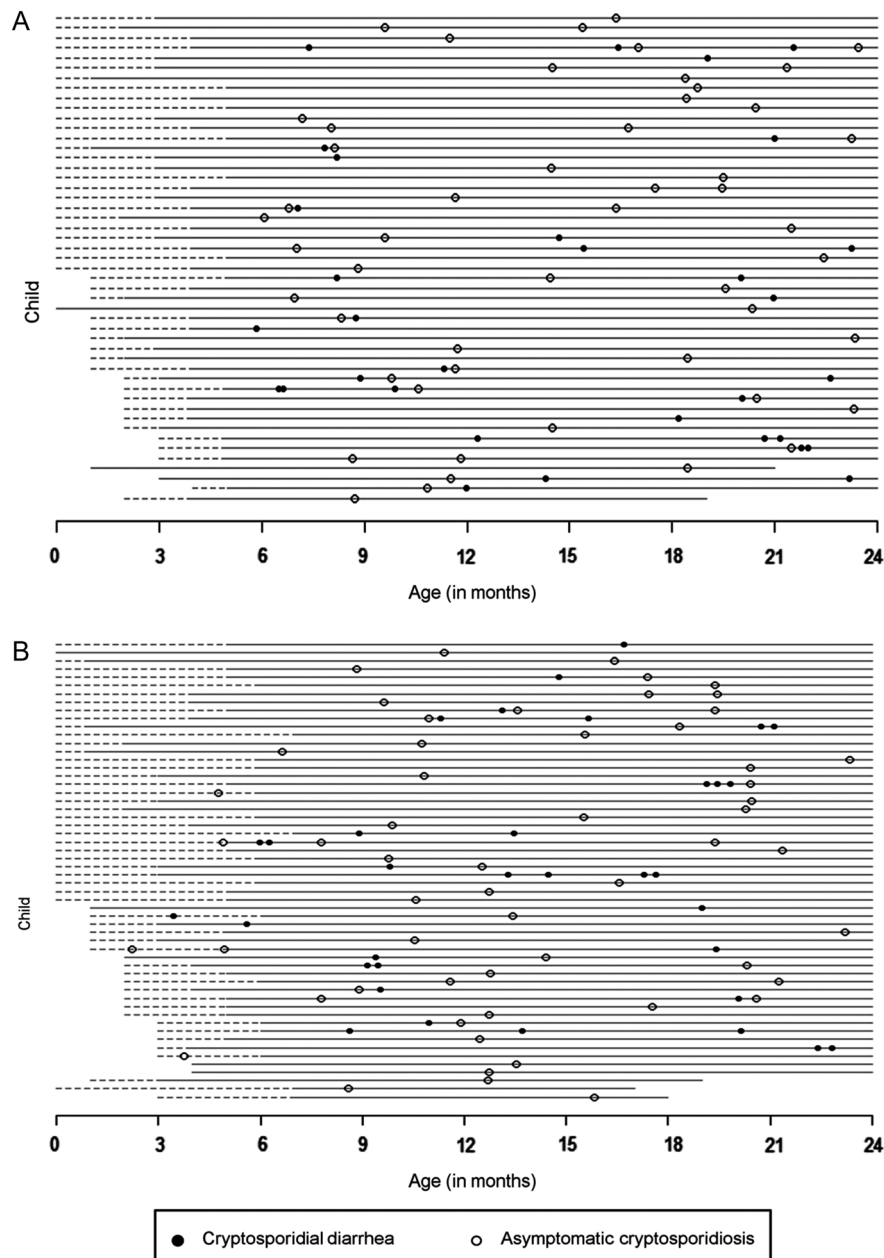 A
Child
0 3 6 9 12 15 18 21 24
Age (in months)
B
Child
0 3 6 9 12 15 18 21 24
Age (in months)
Cryptosporidial diarrhea Asymptomatic cryptosporidiosis